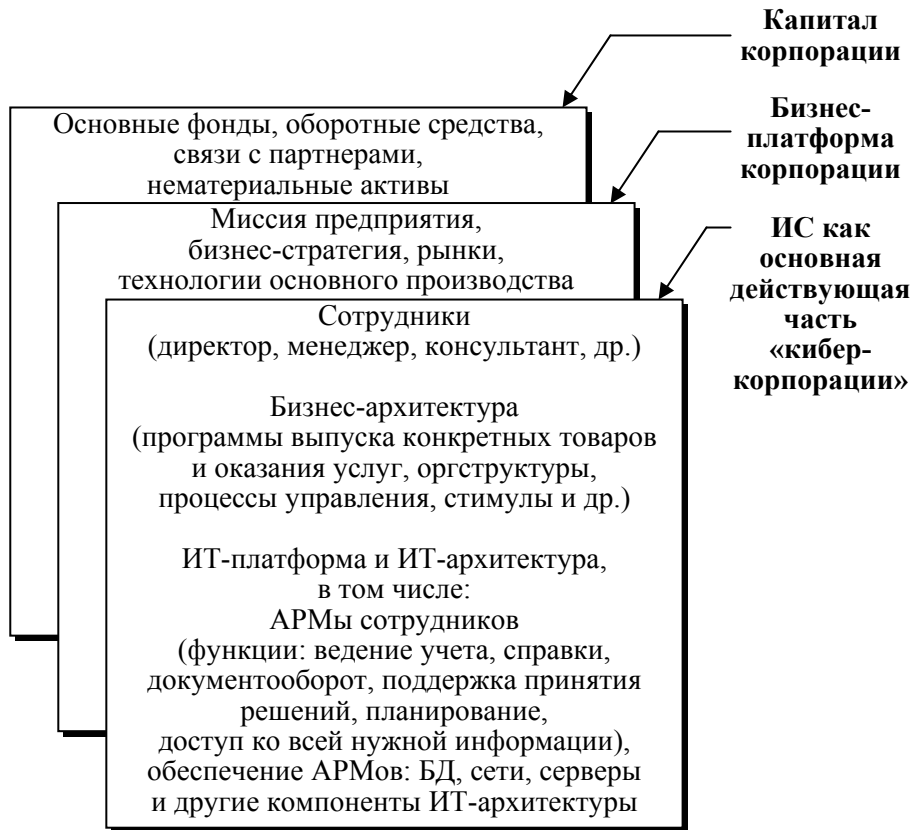 Капитал
корпорации
Бизнес-
платформа
корпорации
ИС как
основная
действующая
часть
«кибер-
корпорации»
Основные фонды, оборотные средства,
связи с партнерами,
нематериальные активы
Миссия предприятия,
бизнес-стратегия, рынки,
технологии основного производства
Сотрудники
(директор, менеджер, консультант, др.)
Бизнес-архитектура
(программы выпуска конкретных товаров
и оказания услуг, оргструктуры,
процессы управления, стимулы и др.)
ИТ-платформа и ИТ-архитектура,
в том числе:
АРМы сотрудников
(функции: ведение учета, справки,
документооборот, поддержка принятия
решений, планирование,
доступ ко всей нужной информации),
обеспечение АРМов: БД, сети, серверы
и другие компоненты ИТ-архитектуры